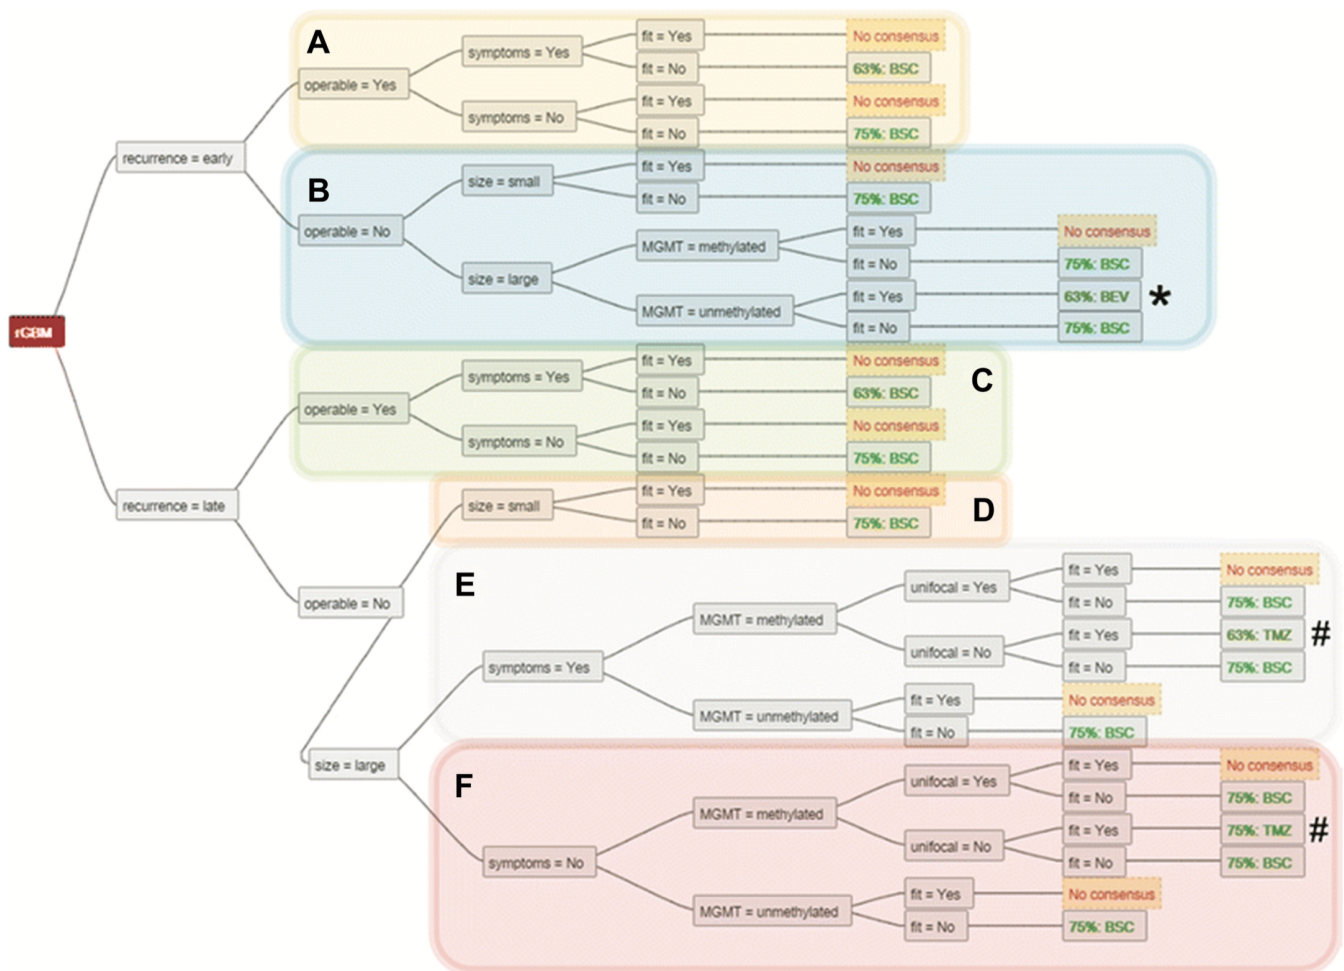 A
fit = Yes
No consensus
symptoms = Yes
fit = No
63%: BSC
operable = Yes
fit = Yes
No consensus
symptoms = No
fit = No
75%: BSC
recurrence = early
B
fit = Yes
No consensus
size = small
fit = No
75%: BSC
operable = No
fit = Yes
No consensus
MGMT = methylated
fit = No
75%: BSC
size = large
fit = Yes
63%: BEV *
MGMT = unmethylated
fit = No
75%: BSC
rGBM
C
fit = Yes
No consensus
symptoms = Yes
fit = No
63%: BSC
operable = Yes
fit = Yes
No consensus
symptoms = No
fit = No
75%: BSC
recurrence = late
D
fit = Yes
No consensus
size = small
fit = No
75%: BSC
operable = No
E
fit = Yes
No consensus
unifocal = Yes
fit = No
75%: BSC
MGMT = methylated
fit = Yes
63%: TMZ #
unifocal = No
fit = No
75%: BSC
symptoms = Yes
fit = Yes
No consensus
MGMT = unmethylated
fit = No
75%: BSC
size = large
F
fit = Yes
No consensus
unifocal = Yes
fit = No
75%: BSC
MGMT = methylated
fit = Yes
75%: TMZ #
unifocal = No
fit = No
75%: BSC
symptoms = No
fit = Yes
No consensus
MGMT = unmethylated
fit = No
75%: BSC